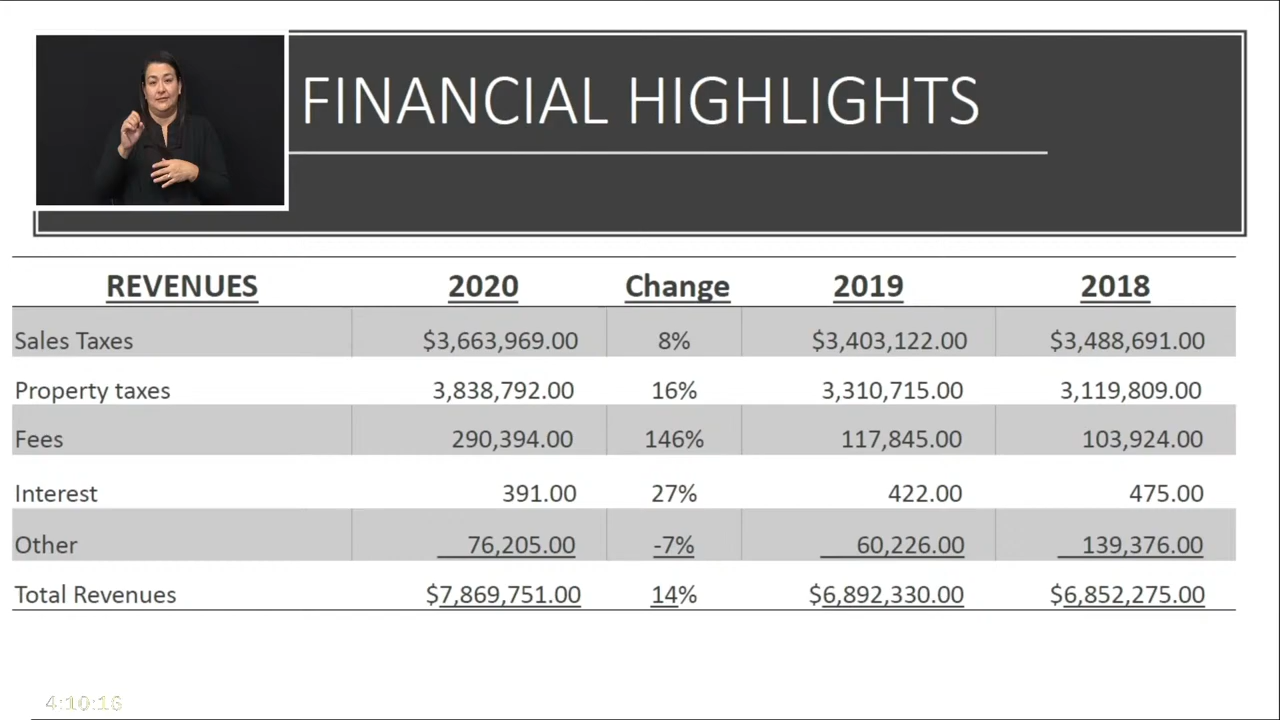 FINANCIAL HIGHLIGHTS
REVENUES 2020 Change 2019 2018
Sales Taxes $3,663,969.00 8% $3,403,122.00 $3,488,691.00
Property taxes 3,838,792.00 16% 3,310,715.00 3,119,809.00
Fees 290,394.00 146% 117,845.00 103,924.00
Interest 391.00 27% 422.00 475.00
Other 76,205.00 -7% 60,226.00 139,376.00
Total Revenues $7,869,751.00 14% $6,892,330.00 $6,852,275.00
4:10:16